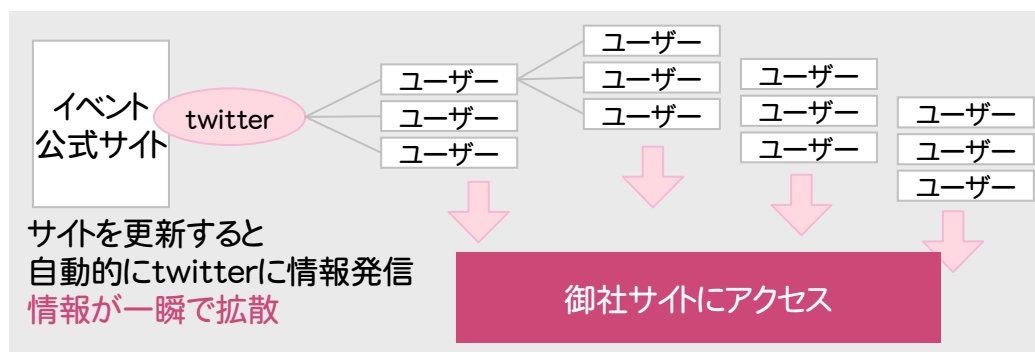 イベント
公式サイト
twitter
ユーザー
ユーザー
ユーザー
ユーザー
ユーザー
ユーザー
ユーザー
ユーザー
ユーザー
ユーザー
ユーザー
ユーザー
サイトを更新すると
自動的にtwitterに情報発信
情報が一瞬で拡散
御社サイトにアクセス